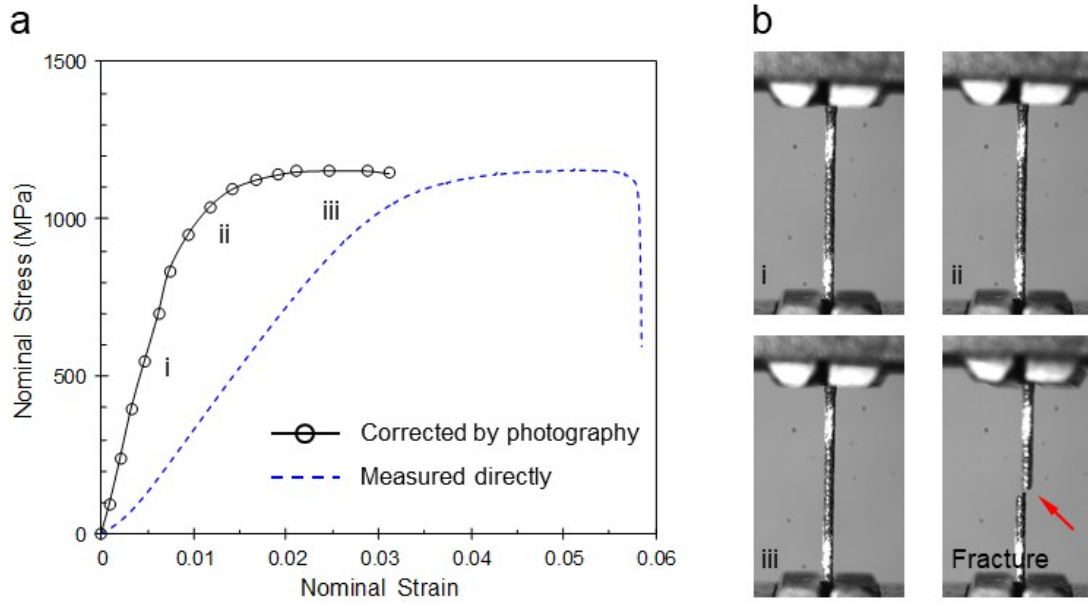 a
b
1500
1000
500
0
Nominal Stress (MPa)
i
ii
iii
Corrected by photography
Measured directly
0
0.01
0.02
0.03
0.04
0.05
0.06
Nominal Strain
i
ii
iii
Fracture